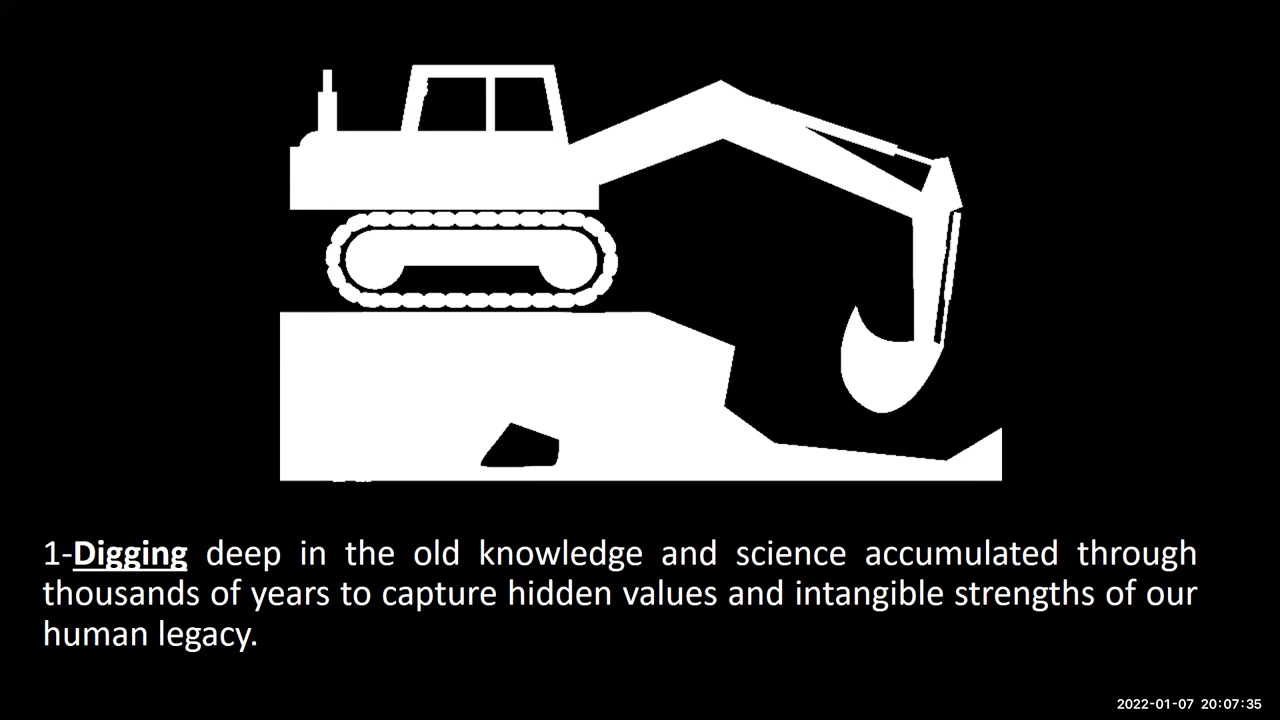 1-Digging deep in the old knowledge and science accumulated through
thousands of years to capture hidden values and intangible strengths of our
human legacy.
2022-01-07 20:07:35